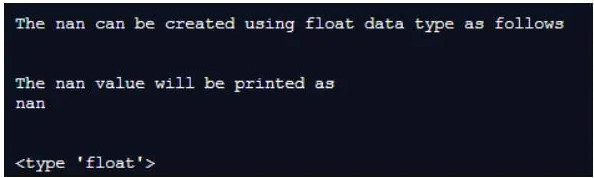 The nan can be created using float data type as follows
The nan value will be printed as
nan
<type 'float'>